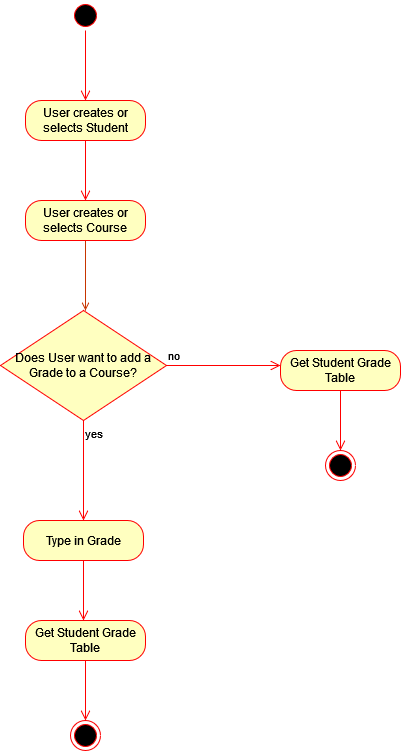 User creates or
selects Student
User creates or
selects Course
Does User want to add a
Grade to a Course?
no
Get Student Grade
Table
yes
Type in Grade
Get Student Grade
Table